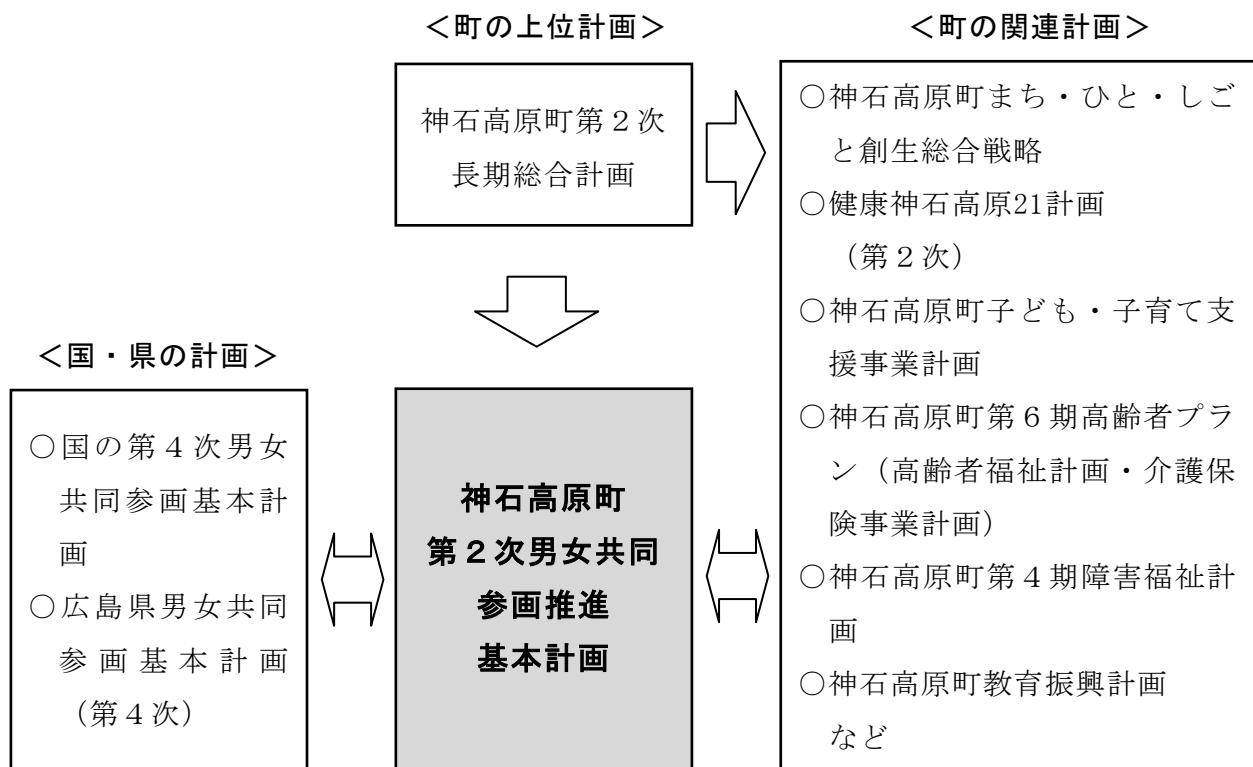 ＜町の上位計画＞
神石高原町第２次
長期総合計画
＜町の関連計画＞
○神石高原町まち・ひと・しご
と創生総合戦略
○健康神石高原21計画
（第２次）
○神石高原町子ども・子育て支
援事業計画
○神石高原町第６期高齢者プラ
ン（高齢者福祉計画・介護保
険事業計画）
○神石高原町第４期障害福祉計
画
○神石高原町教育振興計画
など
＜国・県の計画＞
○国の第４次男女
共同参画基本計
画
○広島県男女共同
参画基本計画
（第４次）
神石高原町
第２次男女共同
参画推進
基本計画